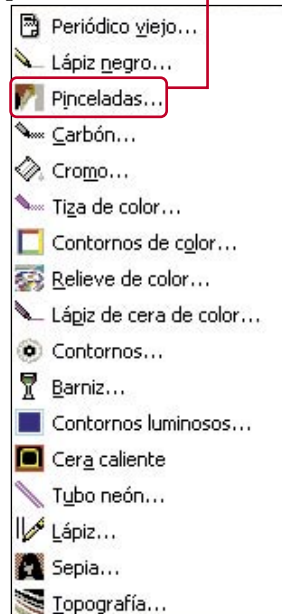 Periódico viejo...
Lápiz negro...
Pinceladas...
Carbón...
Cromo...
Tiza de color...
Contornos de color...
Relieve de color...
Lápiz de cera de color...
Contornos...
Barniz...
Contornos luminosos...
Cera caliente
Tubo neón...
Lápiz...
Sepia...
Topografía...